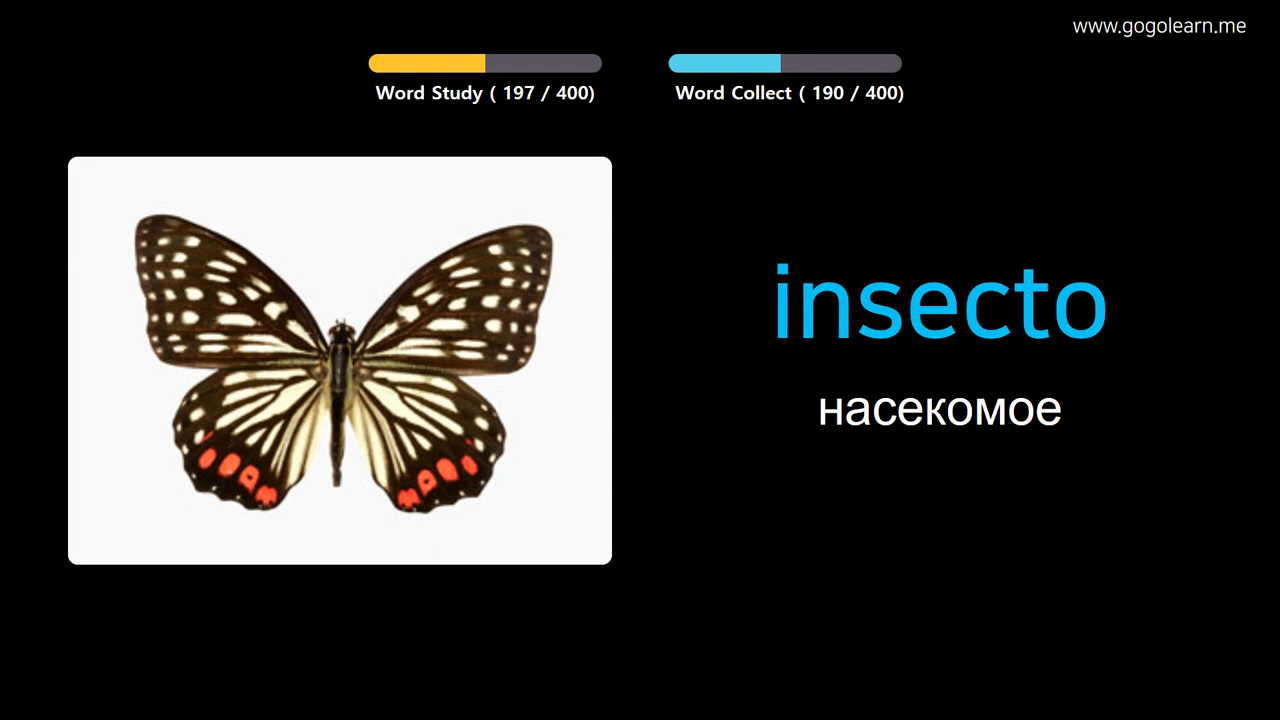 www.gogolearn.me
Word Study ( 197 / 400)
Word Collect ( 190 / 400)
insecto
насекомое